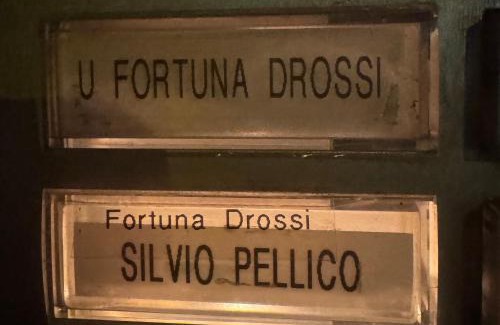 U FORTUNA DROSSI
Fortuna Drossi
SILVIO PELLICO